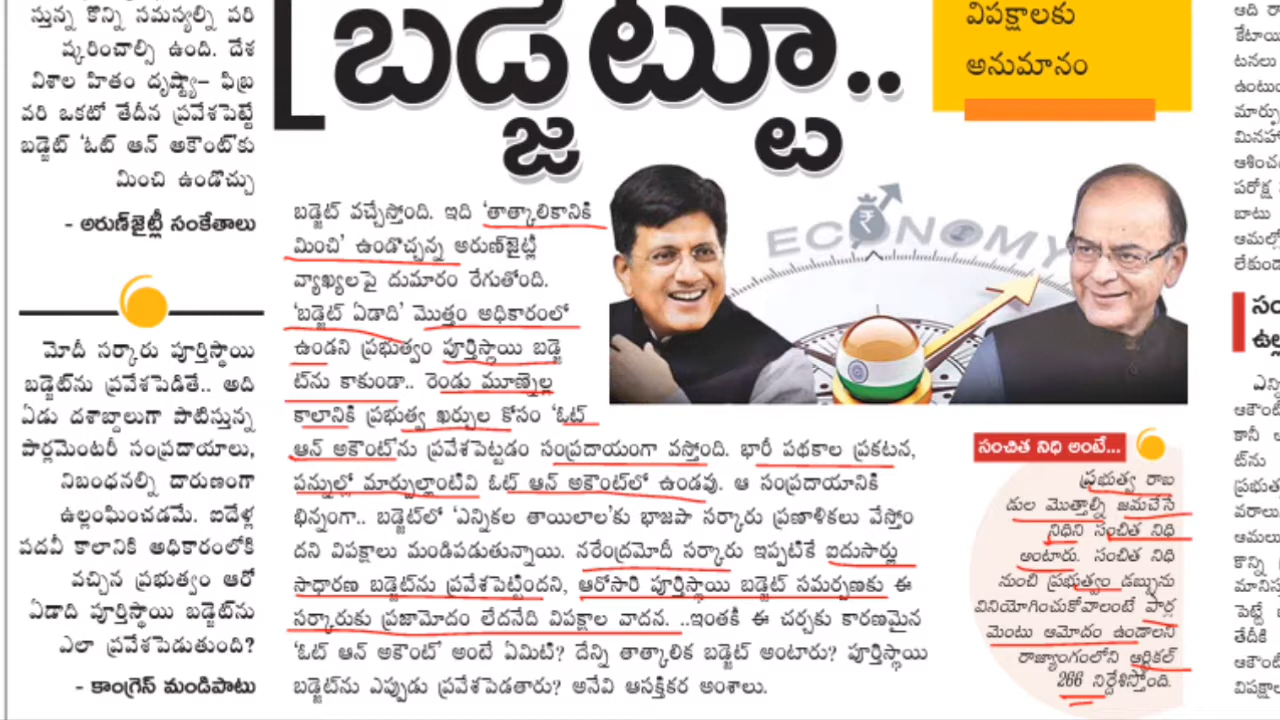 స్తున్న కొన్ని సమస్యల్ని పరి
ష్కరించాల్సి ఉంది. దేశ
విశాల హితం దృష్ట్యా– ఫిబ్ర
వరి ఒకటో తేదీన ప్రవేశపెట్టే
బడ్జెట్ ‘ఓట్ ఆన్ అకౌంట్’కు
మించి ఉండొచ్చు
- అరుణ్‌జైట్లీ సంకేతాలు
మోదీ సర్కారు పూర్తిస్థాయి
బడ్జెట్‌ను ప్రవేశపెడితే.. అది
ఏడు దశాబ్దాలుగా పాటిస్తున్న
పార్లమెంటరీ సంప్రదాయాలు,
నిబంధనల్ని దారుణంగా
ఉల్లంఘించడమే. ఐదేళ్ల
పదవీ కాలానికి అధికారంలోకి
వచ్చిన ప్రభుత్వం ఆరో
ఏడాది పూర్తిస్థాయి బడ్జెట్‌ను
ఎలా ప్రవేశపెడుతుంది?
- కాంగ్రెస్ మండిపాటు
బడ్జెట్టూ..
విపక్షాలకు
అనుమానం
ECONOMY
బడ్జెట్ వచ్చేస్తోంది. ఇది ‘తాత్కాలికానికి
మించి’ ఉండొచ్చన్న అరుణ్‌జైట్లీ
వ్యాఖ్యలపై దుమారం రేగుతోంది.
‘బడ్జెట్ ఏడాది’ మొత్తం అధికారంలో
ఉండని ప్రభుత్వం పూర్తిస్థాయి బడ్జె
ట్‌ను కాకుండా.. రెండు మూణ్నెల్ల
కాలానికి ప్రభుత్వ ఖర్చుల కోసం ‘ఓట్
ఆన్ అకౌంట్’ను ప్రవేశపెట్టడం సంప్రదాయంగా వస్తోంది. భారీ పథకాల ప్రకటన,
పన్నుల్లో మార్పుల్లాంటివి ఓట్ ఆన్ అకౌంట్‌లో ఉండవు. ఆ సంప్రదాయానికి
భిన్నంగా.. బడ్జెట్‌లో ‘ఎన్నికల తాయిలాల’కు భాజపా సర్కారు ప్రణాళికలు వేస్తోం
దని విపక్షాలు మండిపడుతున్నాయి. నరేంద్రమోదీ సర్కారు ఇప్పటికే ఐదుసార్లు
సాధారణ బడ్జెట్‌ను ప్రవేశపెట్టిందని, ఆరోసారి పూర్తిస్థాయి బడ్జెట్ సమర్పణకు ఈ
సర్కారుకు ప్రజామోదం లేదనేది విపక్షాల వాదన. ..ఇంతకీ ఈ చర్చకు కారణమైన
‘ఓట్ ఆన్ అకౌంట్’ అంటే ఏమిటి? దేన్ని తాత్కాలిక బడ్జెట్ అంటారు? పూర్తిస్థాయి
బడ్జెట్‌ను ఎప్పుడు ప్రవేశపెడతారు? అనేవి ఆసక్తికర అంశాలు.
సంచిత నిధి అంటే...
ప్రభుత్వ రాబ
డుల మొత్తాల్ని జమచేసే
నిధిని సంచిత నిధి
అంటారు. సంచిత నిధి
నుంచి ప్రభుత్వం డబ్బును
వినియోగించుకోవాలంటే పార్ల
మెంటు ఆమోదం ఉండాలని
రాజ్యాంగంలోని ఆర్టికల్
266 నిర్దేశిస్తోంది.